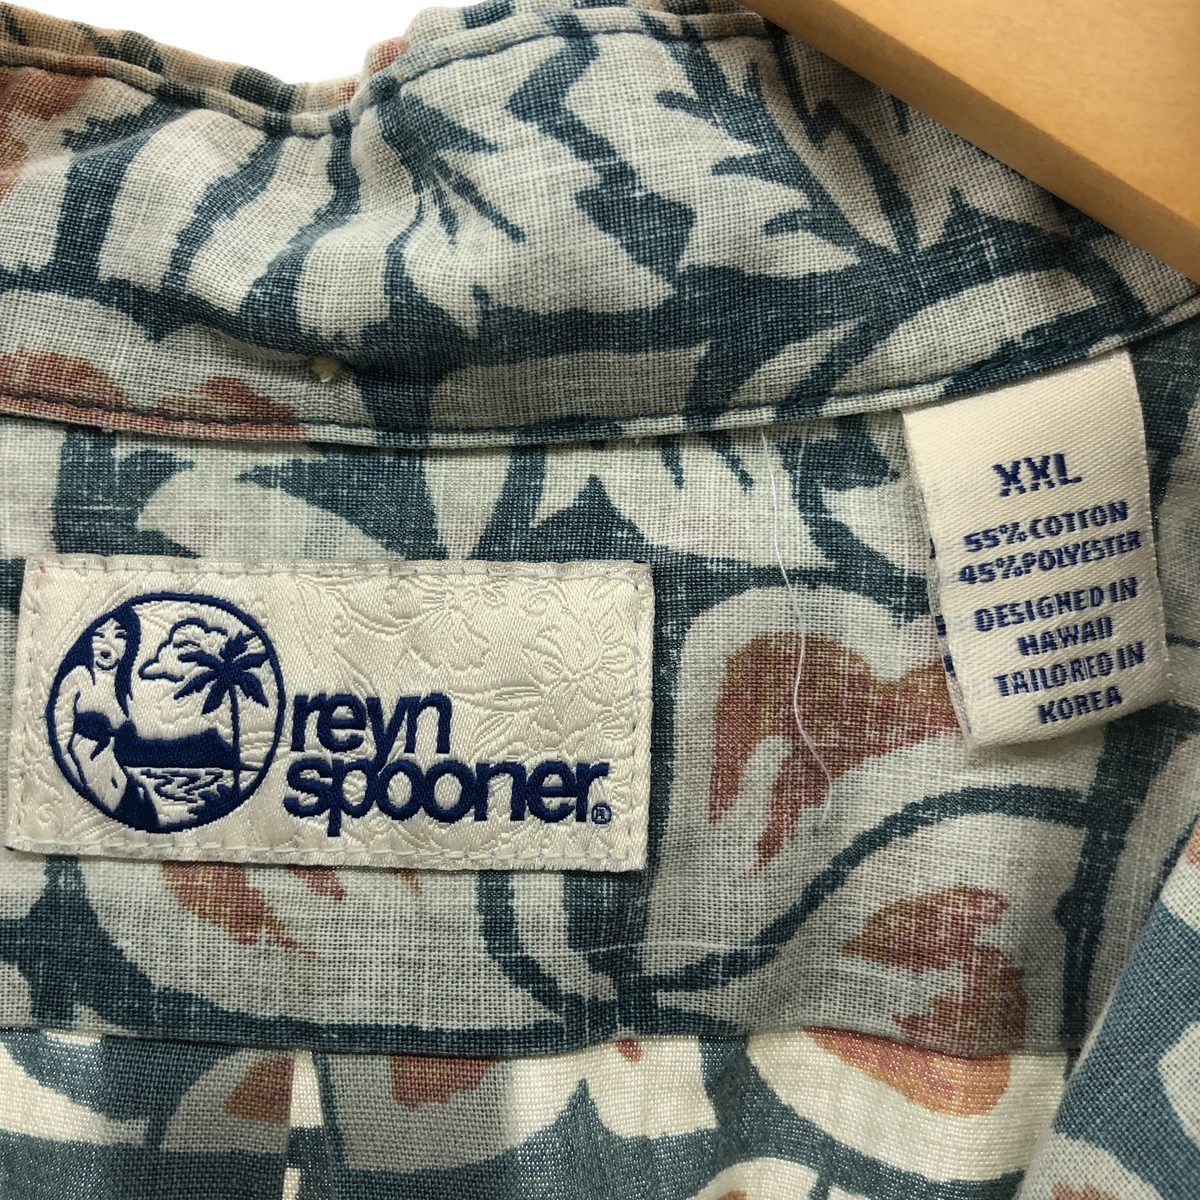 reyn
spooner®
XXL
55% COTTON
45% POLYESTER
DESIGNED IN
HAWAII
TAILORED IN
KOREA